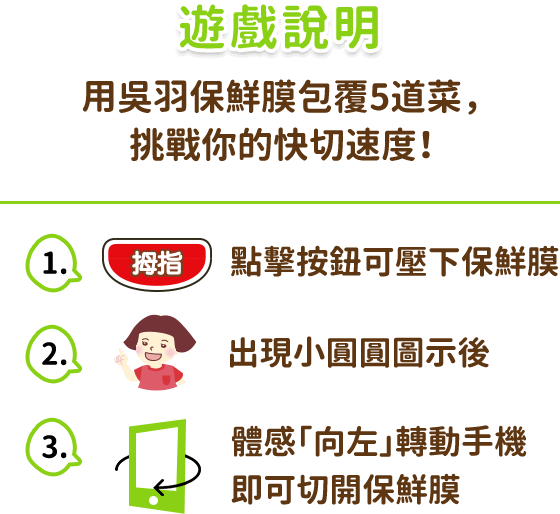 遊戲說明
用吳羽保鮮膜包覆5道菜，
挑戰你的快切速度！
1. 拇指 點擊按鈕可壓下保鮮膜
2. 出現小圓圓圖示後
3. 體感「向左」轉動手機
即可切開保鮮膜